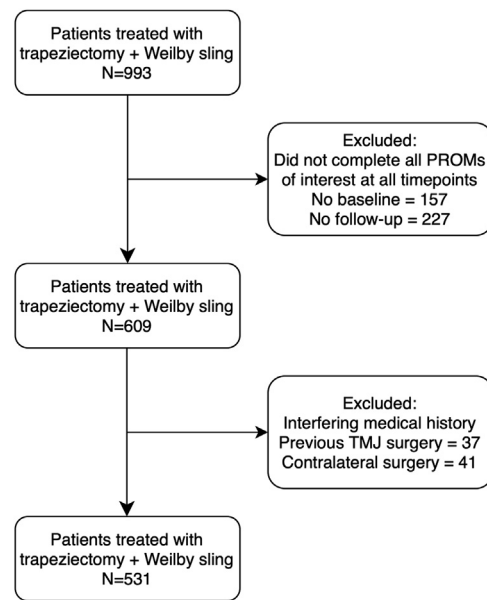 Patients treated with
trapeziectomy + Weilby sling
N=993
Excluded:
Did not complete all PROMs
of interest at all timepoints
No baseline = 157
No follow-up = 227
Patients treated with
trapeziectomy + Weilby sling
N=609
Excluded:
Interfering medical history
Previous TMJ surgery = 37
Contralateral surgery = 41
Patients treated with
trapeziectomy + Weilby sling
N=531